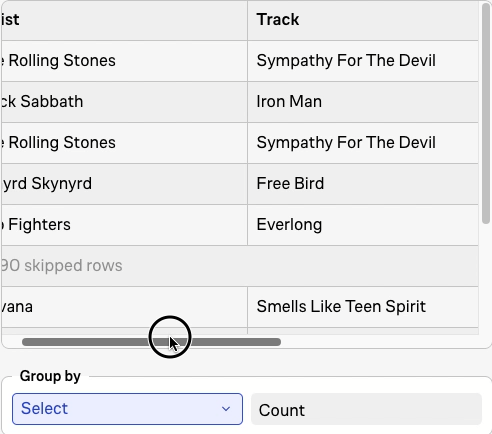 ist Track
e Rolling Stones Sympathy For The Devil
ck Sabbath Iron Man
e Rolling Stones Sympathy For The Devil
yrd Skynyrd Free Bird
o Fighters Everlong
90 skipped rows
vana Smells Like Teen Spirit
Group by
Select Count